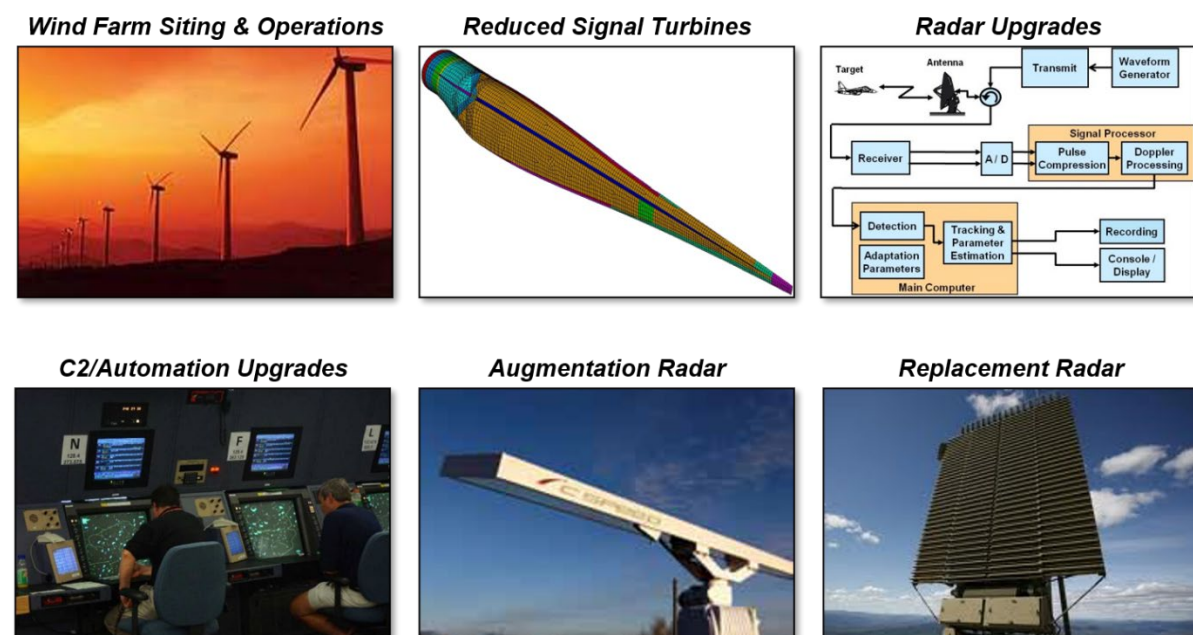 Wind Farm Siting & Operations
Reduced Signal Turbines
Radar Upgrades
Target
Antenna
Transmit
Waveform
Generator
Signal Processor
Receiver
A / D
Pulse
Compression
Doppler
Processing
Detection
Tracking &
Parameter
Estimation
Adaptation
Parameters
Main Computer
Recording
Console /
Display
C2/Automation Upgrades
Augmentation Radar
Replacement Radar
N
F
L
C SPEED